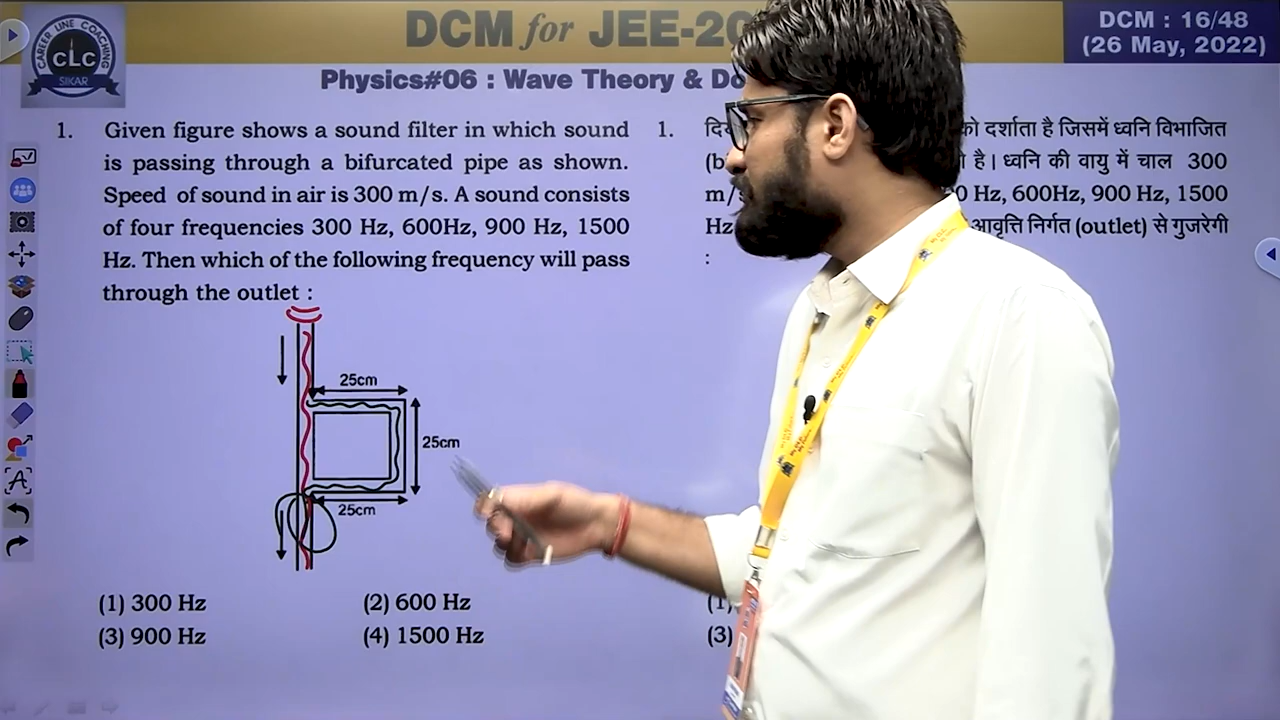 CAREER LINE COACHING
CLC
SIKAR
DCM for JEE-20
DCM : 16/48
(26 May, 2022)
Physics#06 : Wave Theory & Do
1. Given figure shows a sound filter in which sound
is passing through a bifurcated pipe as shown.
Speed of sound in air is 300 m/s. A sound consists
of four frequencies 300 Hz, 600Hz, 900 Hz, 1500
Hz. Then which of the following frequency will pass
through the outlet :
25cm
25cm
25cm
(1) 300 Hz (2) 600 Hz
(3) 900 Hz (4) 1500 Hz
1. को दर्शाता है जिसमें ध्वनि विभाजित
है। ध्वनि की वायु में चाल 300
m/ 0 Hz, 600Hz, 900 Hz, 1500
Hz आवृत्ति निर्गत (outlet) से गुजरेगी
:
(1)
(3)